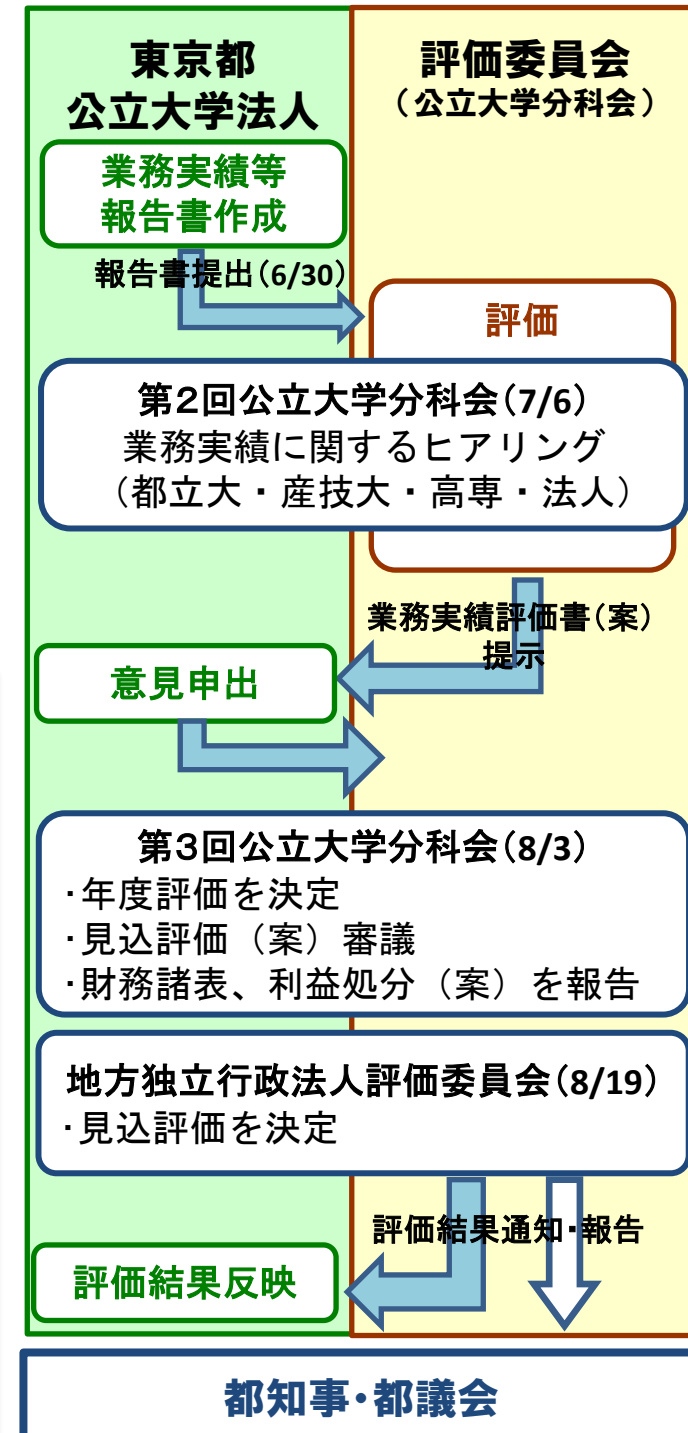 東京都
公立大学法人
評価委員会
（公立大学分科会）
業務実績等
報告書作成
報告書提出（6/30）
評価
第２回公立大学分科会（7/6）
業務実績に関するヒアリング
（都立大・産技大・高専・法人）
業務実績評価書（案）
提示
意見申出
第３回公立大学分科会（8/3）
・年度評価を決定
・見込評価（案）審議
・財務諸表、利益処分（案）を報告
地方独立行政法人評価委員会（8/19）
・見込評価を決定
評価結果通知・報告
評価結果反映
都知事・都議会